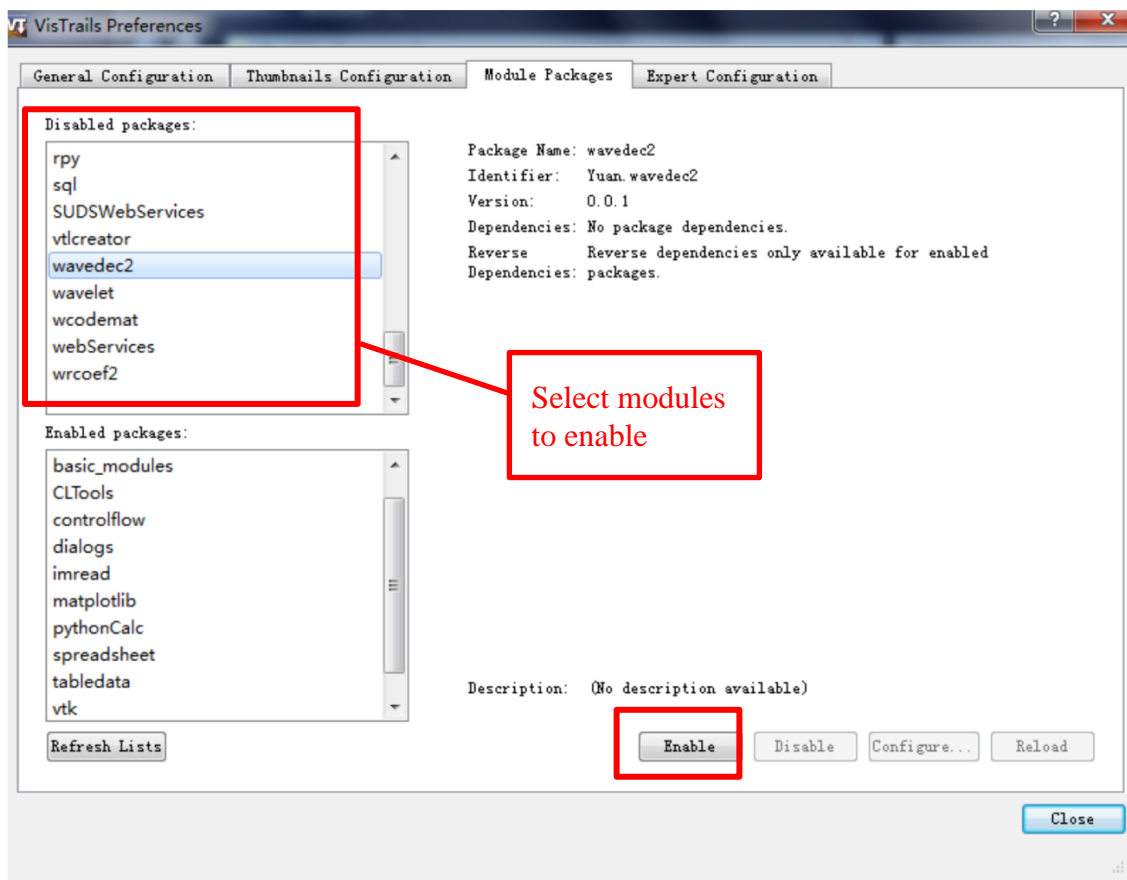 VisTrails Preferences
General Configuration
Thumbnails Configuration
Module Packages
Expert Configuration
Disabled packages:
rpy
sql
SUDSWebServices
vtlcreator
wavedec2
wavelet
wcodemat
webServices
wrcoef2
Package Name: wavedec2
Identifier: Yuan.wavedec2
Version: 0.0.1
Dependencies: No package dependencies.
Reverse Reverse dependencies only available for enabled
Dependencies: packages.
Select modules
to enable
Enabled packages:
basic_modules
CLTools
controlflow
dialogs
imread
matplotlib
pythonCalc
spreadsheet
tabledata
vtk
Description: (No description available)
Refresh Lists
Enable
Disable
Configure...
Reload
Close